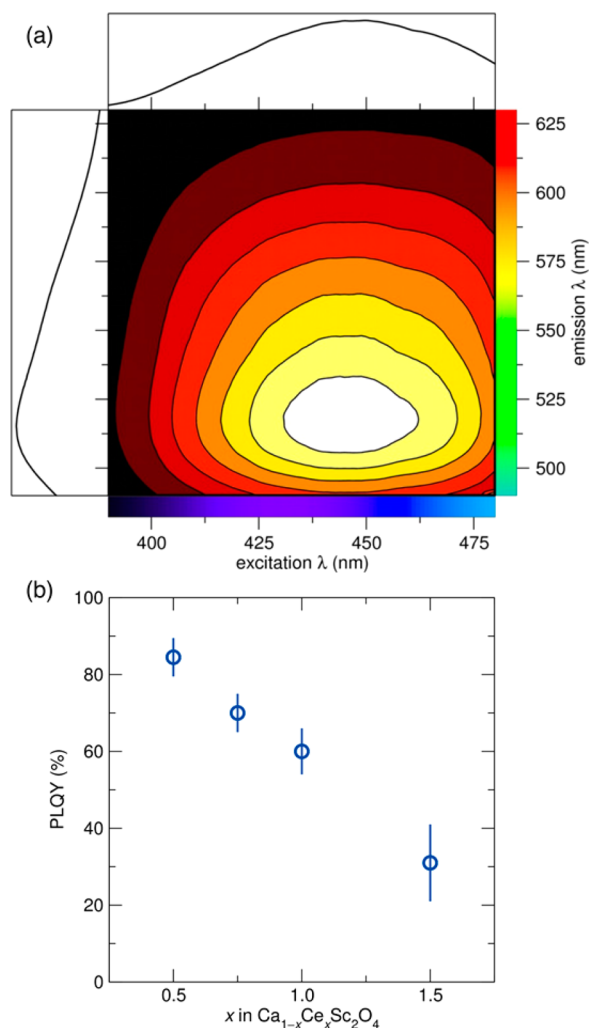 (a)
625
600
575
550
525
500
emission λ (nm)
400 425 450 475
excitation λ (nm)
(b)
100
80
60
40
20
0
PLQY (%)
0.5 1.0 1.5
x in Ca₁₋ₓCeₓSc₂O₄